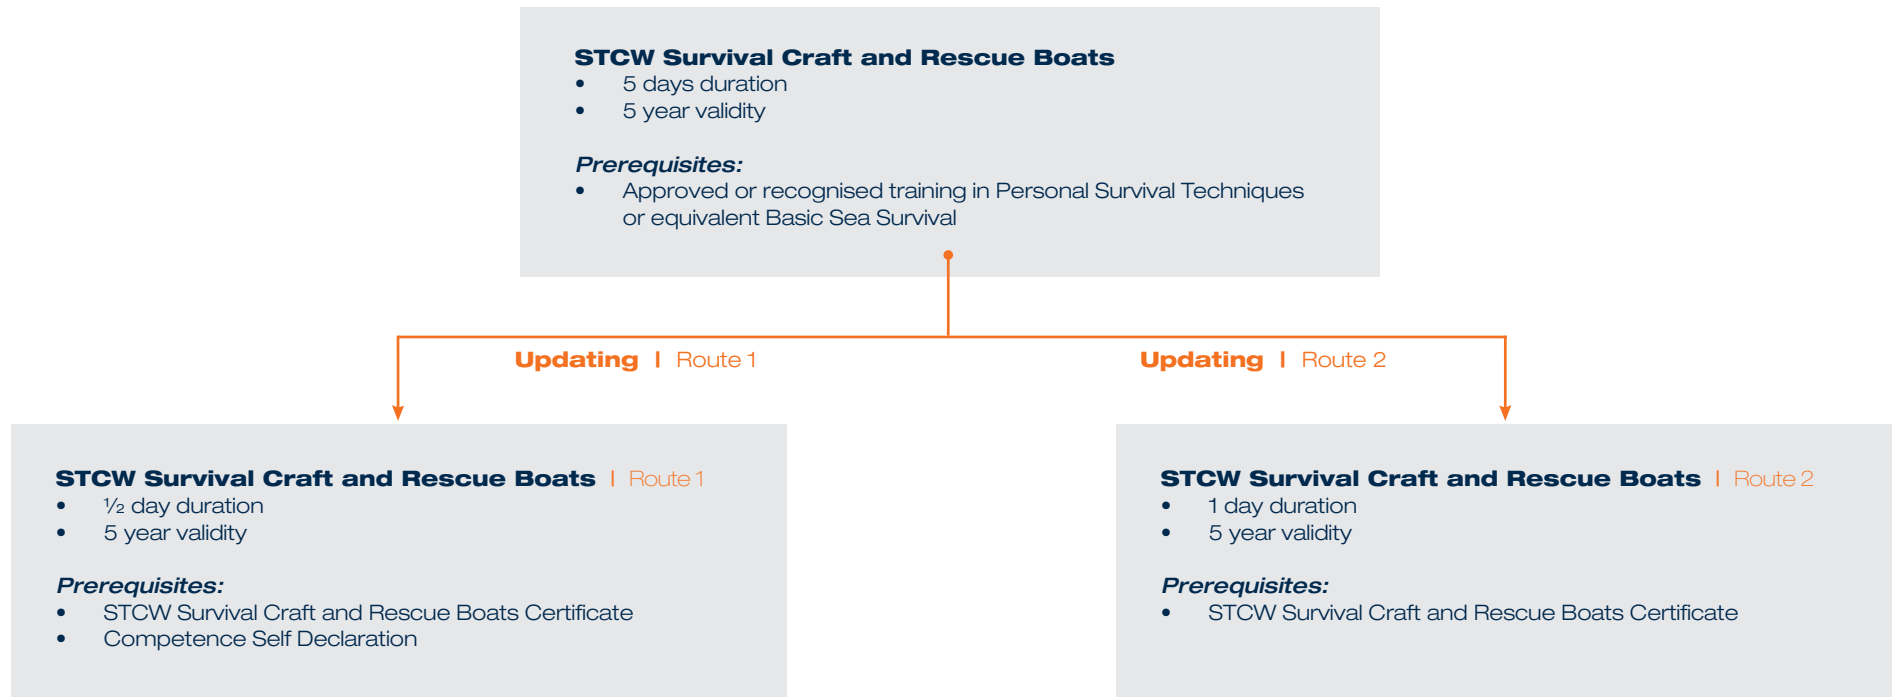 STCW Survival Craft and Rescue Boats
• 5 days duration
• 5 year validity
Prerequisites:
• Approved or recognised training in Personal Survival Techniques
or equivalent Basic Sea Survival
Updating | Route 1
Updating | Route 2
STCW Survival Craft and Rescue Boats | Route 1
• ½ day duration
• 5 year validity
Prerequisites:
• STCW Survival Craft and Rescue Boats Certificate
• Competence Self Declaration
STCW Survival Craft and Rescue Boats | Route 2
• 1 day duration
• 5 year validity
Prerequisites:
• STCW Survival Craft and Rescue Boats Certificate